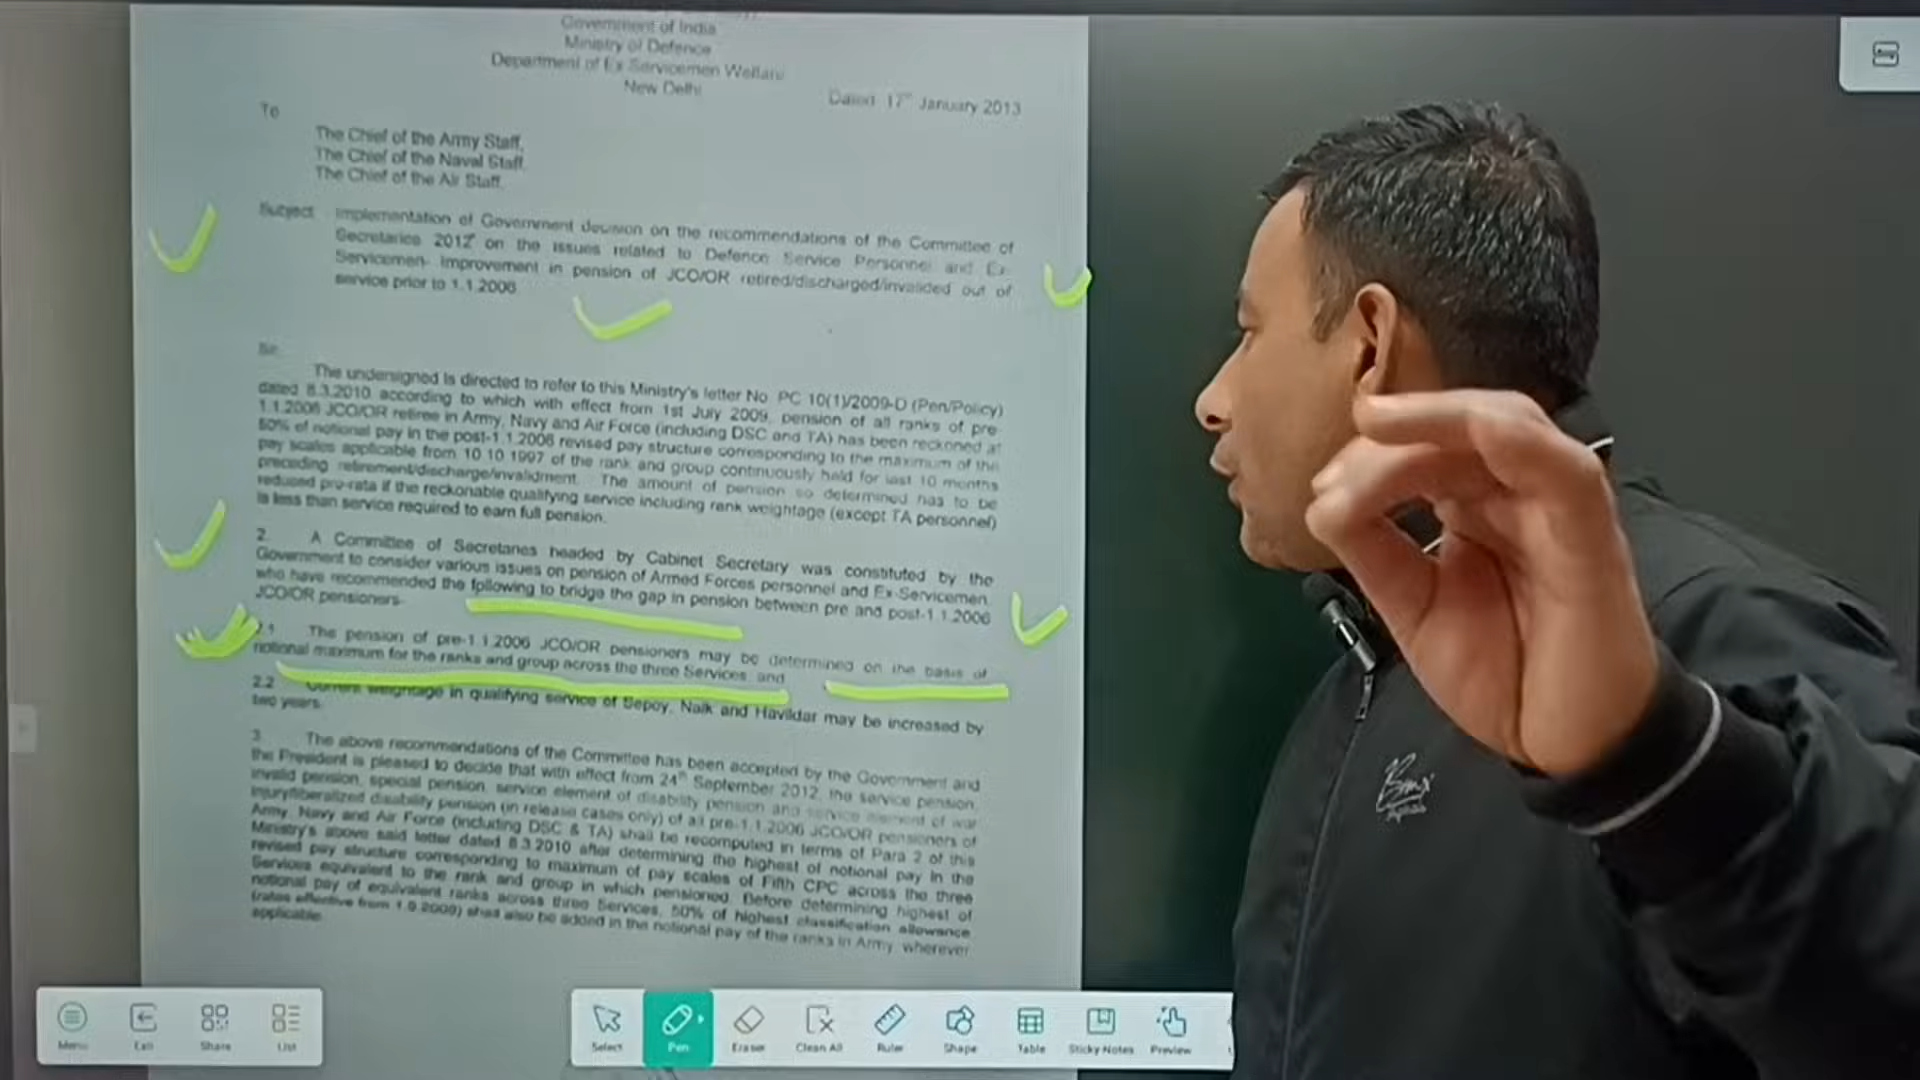 Government of India
Ministry of Defence
Department of Ex Servicemen Welfare
New Delhi
Dated 17th January 2013
To
The Chief of the Army Staff,
The Chief of the Naval Staff
The Chief of the Air Staff
Subject Implementation of Government decision on the recommendations of the Committee of
Secretaries 2012 on the issues related to Defence Service Personnel and Ex-
Servicemen- Improvement in pension of JCO/OR retired/discharged/invalided out of
service prior to 1.1.2006
Sir
The undersigned is directed to refer to this Ministry's letter No PC 10(1)/2009-D (Pen/Policy)
dated 8.3.2010 according to which with effect from 1st July 2009, pension of all ranks of pre-
1.1.2006 JCO/OR retiree in Army, Navy and Air Force (including DSC and TA) has been reckoned at
50% of notional pay in the post-1.1.2006 revised pay structure corresponding to the maximum of the
pay scales applicable from 10.10.1997 of the rank and group continuously held for last 10 months
preceding retirement/discharge/invalidment. The amount of pension so determined has to be
reduced pro-rata if the reckonable qualifying service including rank weightage (except TA personnel)
is less than service required to earn full pension.
2. A Committee of Secretaries headed by Cabinet Secretary was constituted by the
Government to consider various issues on pension of Armed Forces personnel and Ex-Servicemen,
who have recommended the following to bridge the gap in pension between pre and post-1.1.2006
JCO/OR pensioners-
2.1 The pension of pre-1.1.2006 JCO/OR pensioners may be determined on the basis of
notional maximum for the ranks and group across the three Services and
2.2 Current weightage in qualifying service of Sepoy, Naik and Havildar may be increased by
two years.
3 The above recommendations of the Committee has been accepted by the Government and
the President is pleased to decide that with effect from 24th September 2012, the service pension,
invalid pension, special pension, service element of disability pension and service element of war
injury/liberalized disability pension (in release cases only) of all pre-1.1.2006 JCO/OR pensioners of
Army, Navy and Air Force (including DSC & TA) shall be recomputed in terms of Para 2 of this
Ministry's above said letter dated 8.3.2010 after determining the highest of notional pay in the
revised pay structure corresponding to maximum of pay scales of Fifth CPC across the three
Services equivalent to the rank and group in which pensioned. Before determining highest of
notional pay of equivalent ranks across three Services, 50% of highest classification allowance
(rates effective from 1.9.2008) shall also be added in the notional pay of the ranks in Army wherever
applicable
Menu Exit Share List
Select Pen Eraser Clean All Ruler Shape Table Sticky Notes Preview